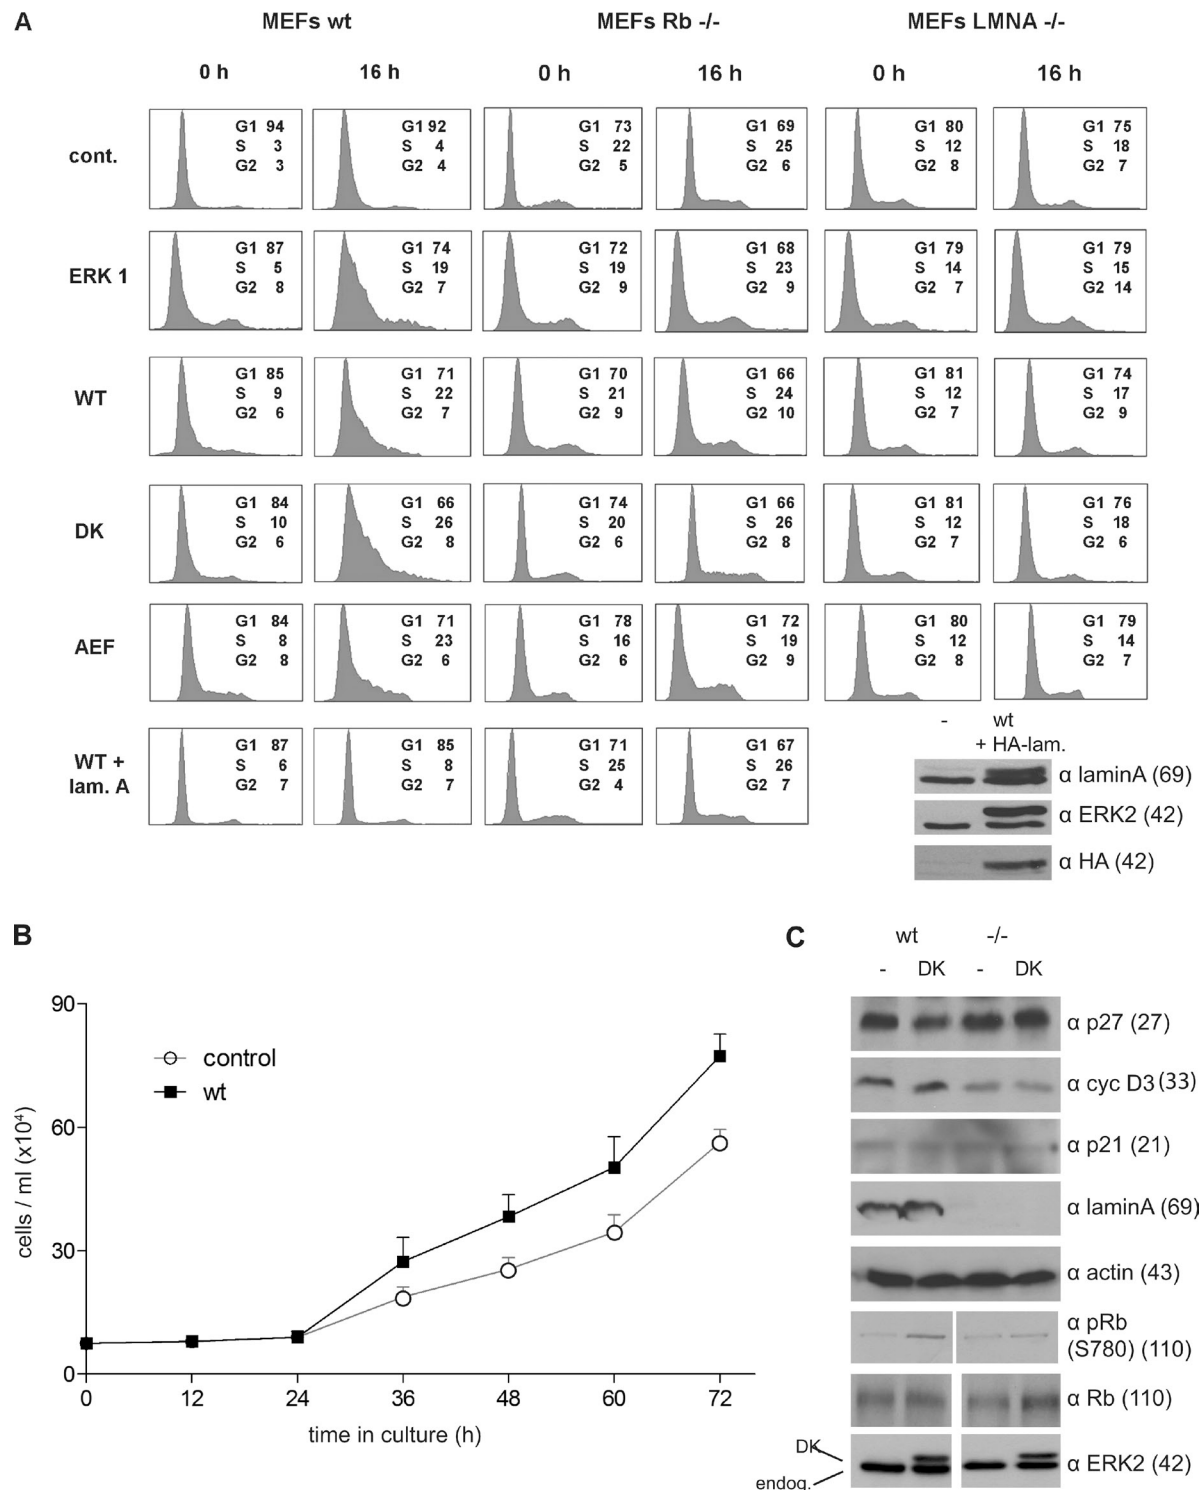 A
MEFs wt MEFs Rb -/- MEFs LMNA -/-
0 h 16 h 0 h 16 h 0 h 16 h
cont.
G1 94 G1 92 G1 73 G1 69 G1 80 G1 75
S 3 S 4 S 22 S 25 S 12 S 18
G2 3 G2 4 G2 5 G2 6 G2 8 G2 7
ERK 1
G1 87 G1 74 G1 72 G1 68 G1 79 G1 79
S 5 S 19 S 19 S 23 S 14 S 15
G2 8 G2 7 G2 9 G2 9 G2 7 G2 14
WT
G1 85 G1 71 G1 70 G1 66 G1 81 G1 74
S 9 S 22 S 21 S 24 S 12 S 17
G2 6 G2 7 G2 9 G2 10 G2 7 G2 9
DK
G1 84 G1 66 G1 74 G1 66 G1 81 G1 76
S 10 S 26 S 20 S 26 S 12 S 18
G2 6 G2 8 G2 6 G2 8 G2 7 G2 6
AEF
G1 84 G1 71 G1 78 G1 72 G1 80 G1 79
S 8 S 23 S 16 S 19 S 12 S 14
G2 8 G2 6 G2 6 G2 9 G2 8 G2 7
WT +
lam. A
G1 87 G1 85 G1 71 G1 67
S 6 S 8 S 25 S 26
G2 7 G2 7 G2 4 G2 7
- wt
+ HA-lam.
α laminA (69)
α ERK2 (42)
α HA (42)
B
90
60
30
0
cells / ml (x10⁴)
control
wt
0 12 24 36 48 60 72
time in culture (h)
C
wt -/-
- DK - DK
α p27 (27)
α cyc D3 (33)
α p21 (21)
α laminA (69)
α actin (43)
α pRb
(S780) (110)
α Rb (110)
DK
α ERK2 (42)
endog.